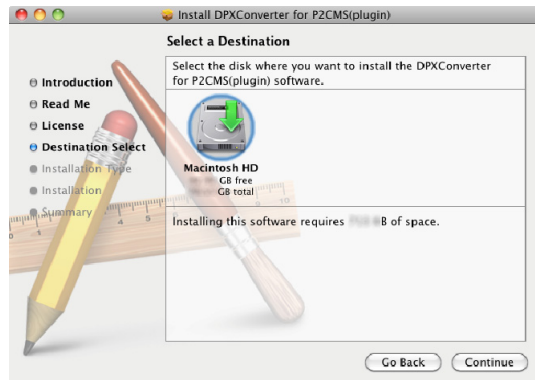 Install DPXConverter for P2CMS(plugin)
Select a Destination
Introduction
Read Me
License
Destination Select
Installation Type
Installation
Summary
Select the disk where you want to install the DPXConverter
for P2CMS(plugin) software.
Macintosh HD
GB free
GB total
Installing this software requires B of space.
Go Back
Continue